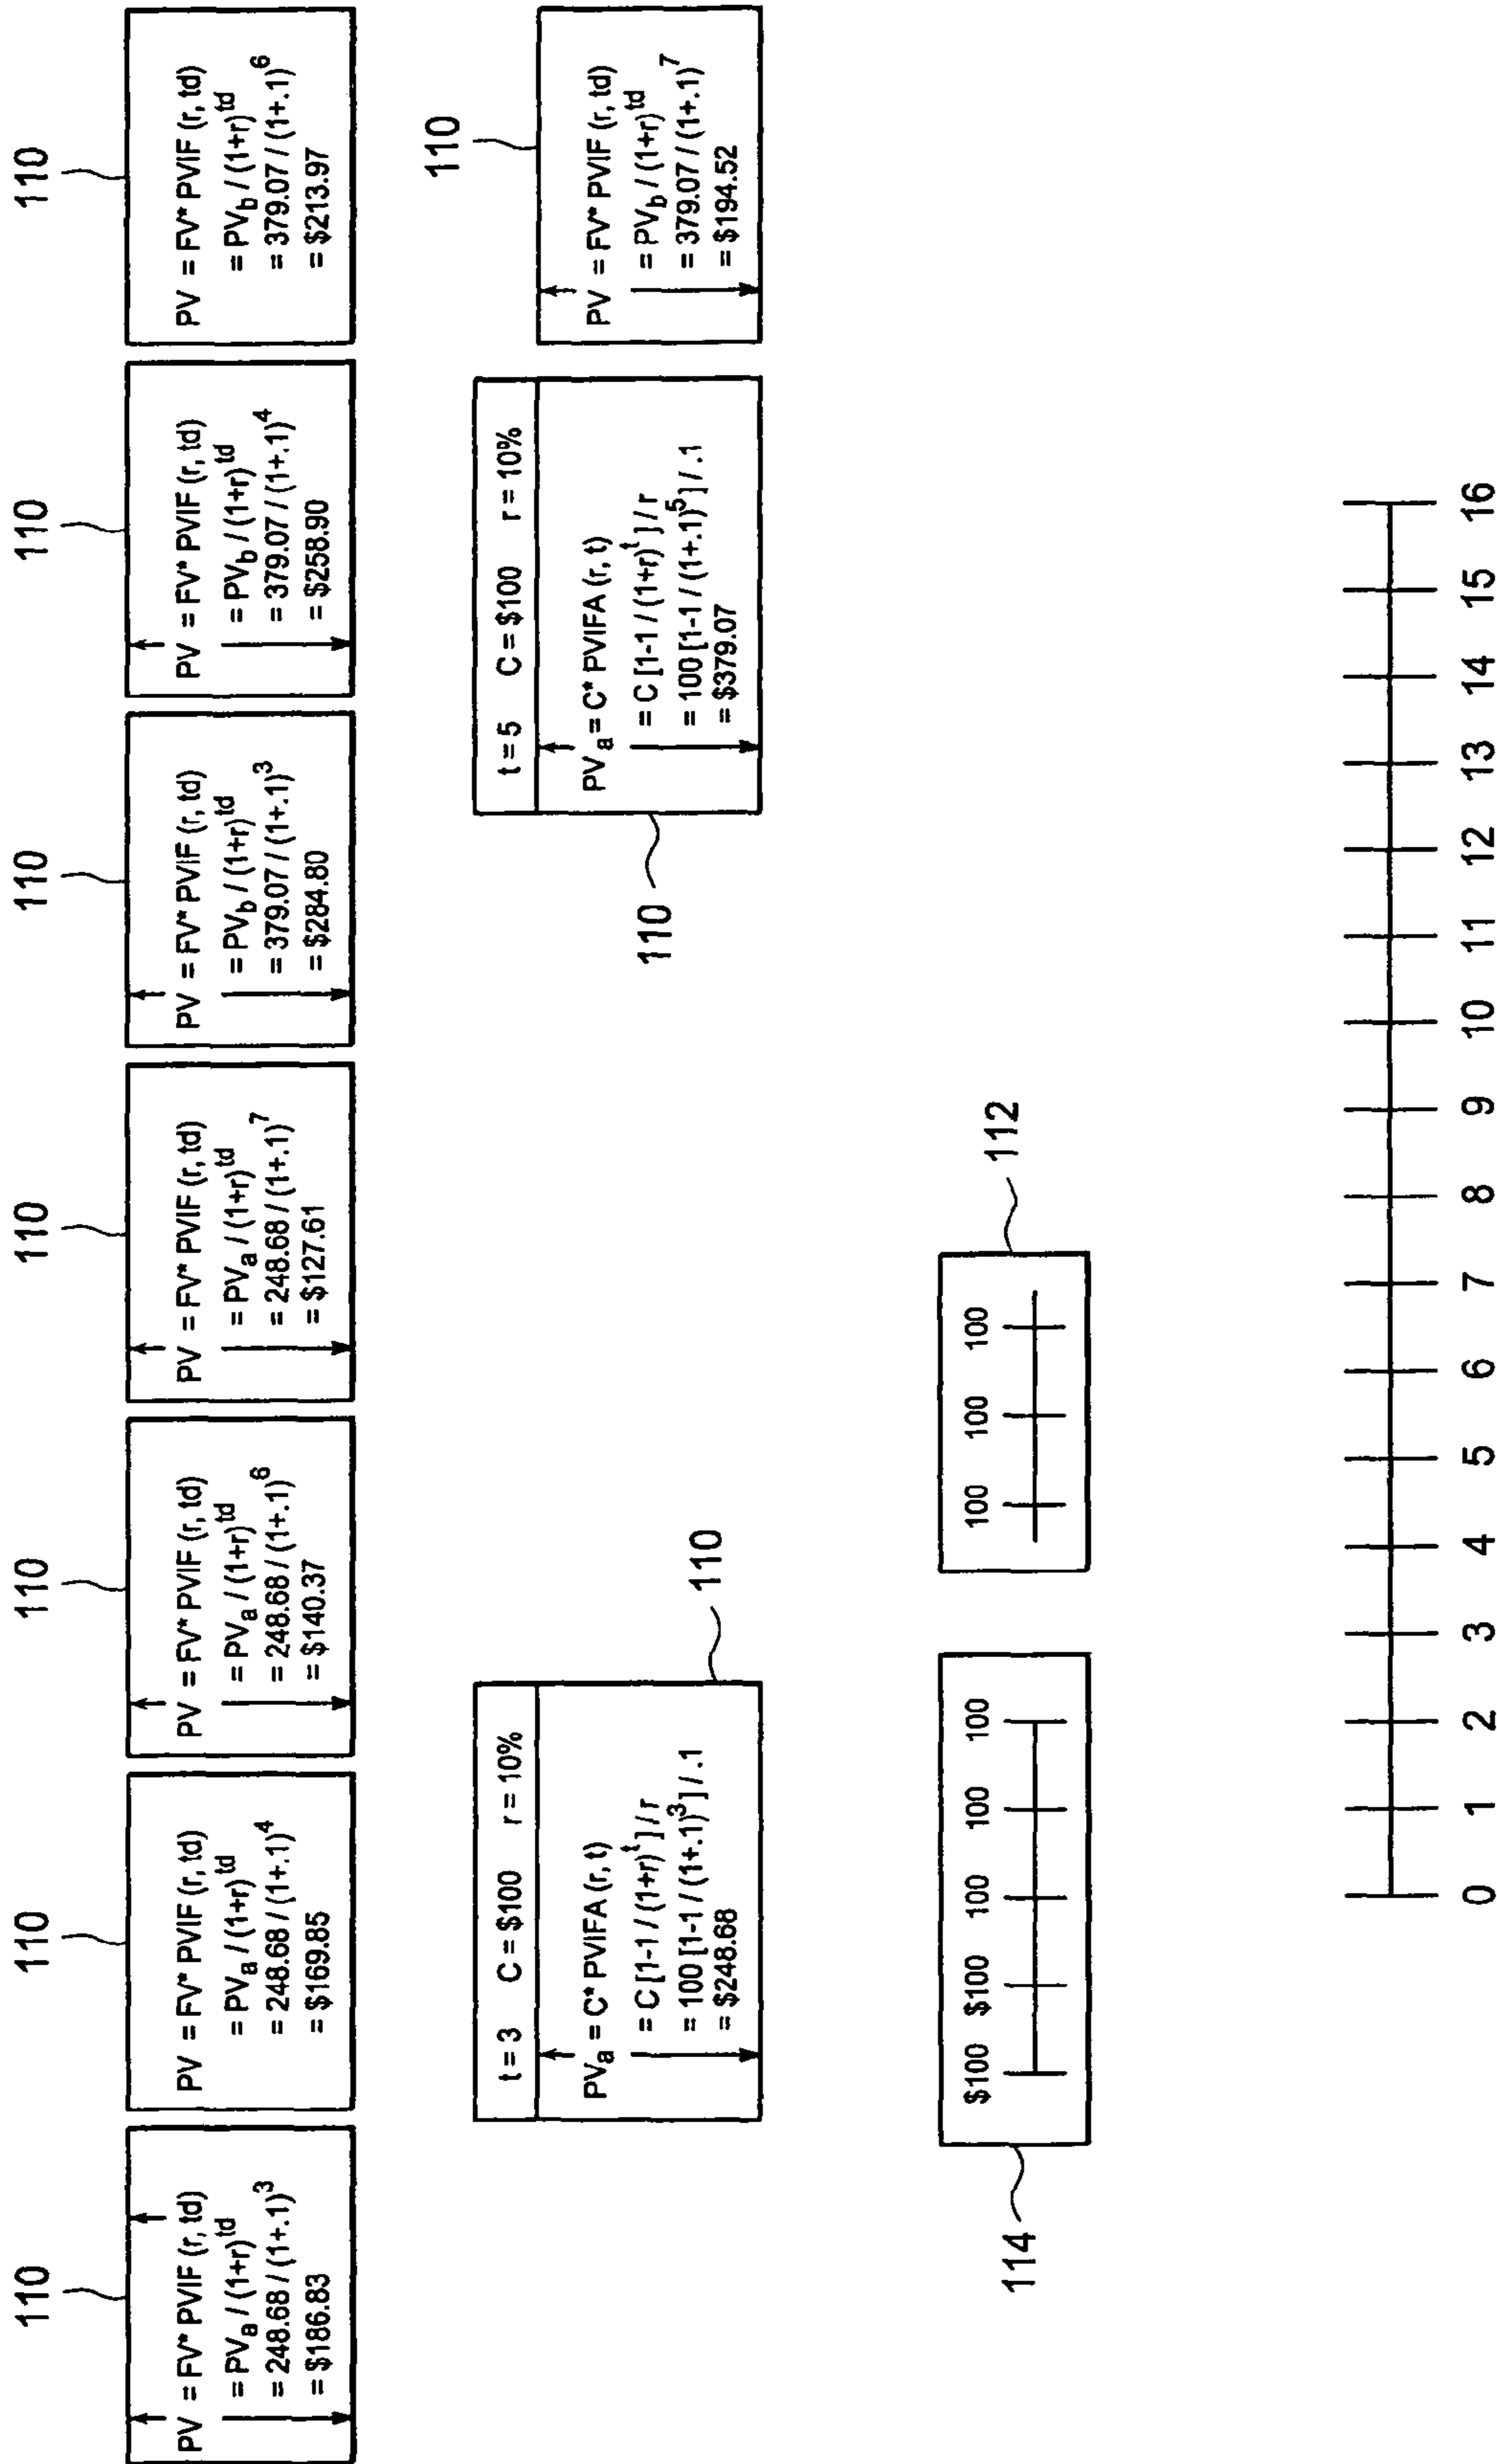 110
PV = FV* PVIF (r, td)
= PVa / (1+r)^td
= 248.68 / (1+.1)^3
= $186.83
110
PV = FV* PVIF (r, td)
= PVa / (1+r)^td
= 248.68 / (1+.1)^4
= $169.85
110
PV = FV* PVIF (r, td)
= PVa / (1+r)^td
= 248.68 / (1+.1)^6
= $140.37
110
PV = FV* PVIF (r, td)
= PVa / (1+r)^td
= 248.68 / (1+.1)^7
= $127.61
110
PV = FV* PVIF (r, td)
= PVb / (1+r)^td
= 379.07 / (1+.1)^3
= $284.80
110
PV = FV* PVIF (r, td)
= PVb / (1+r)^td
= 379.07 / (1+.1)^4
= $258.90
110
PV = FV* PVIF (r, td)
= PVb / (1+r)^td
= 379.07 / (1+.1)^6
= $213.97
t = 3 C = $100 r = 10%
PVa = C* PVIFA (r, t)
= C [1-1 / (1+r)^t] / r
= 100 [1-1 / (1+.1)^3] / .1
= $248.68
110
t = 5 C = $100 r = 10%
PVa = C* PVIFA (r, t)
= C [1-1 / (1+r)^t] / r
= 100 [1-1 / (1+.1)^5] / .1
= $379.07
110
110
PV = FV* PVIF (r, td)
= PVb / (1+r)^td
= 379.07 / (1+.1)^7
= $194.52
$100 $100 100 100 100
114
100 100 100
112
0 1 2 3 4 5 6 7 8 9 10 11 12 13 14 15 16